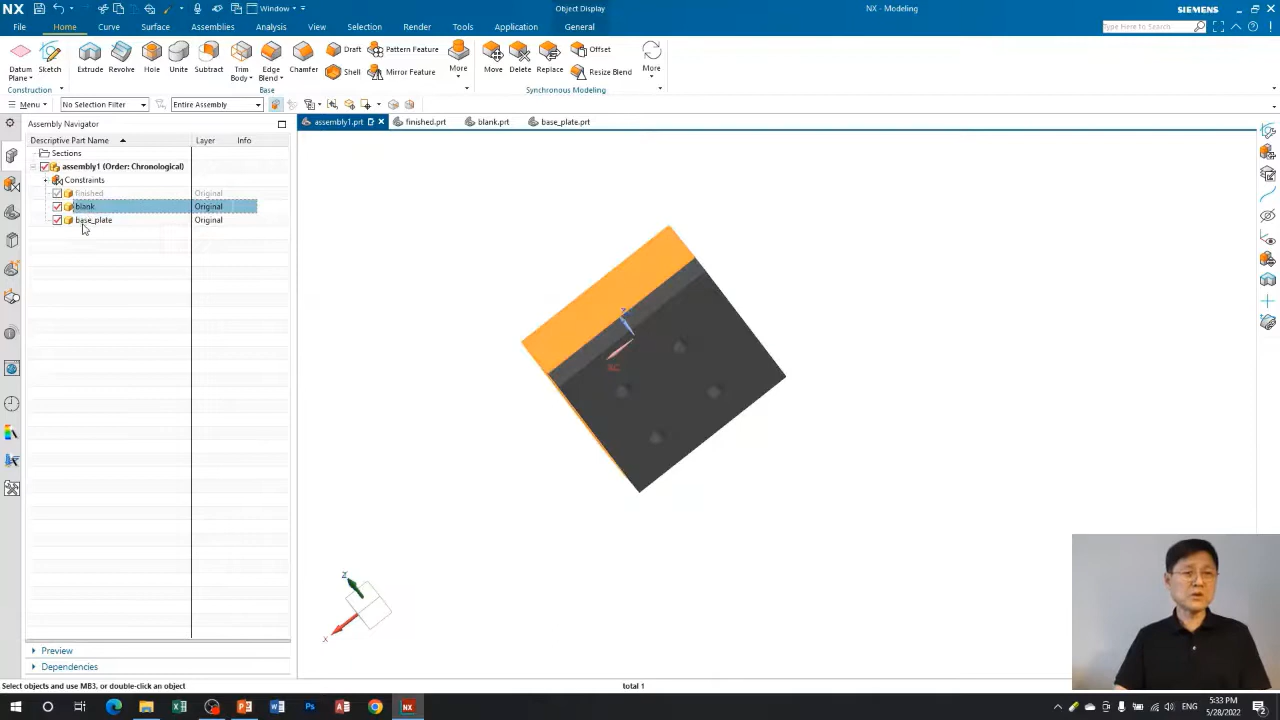 NX
Window
Object Display
NX - Modeling
SIEMENS
File
Home
Curve
Surface
Assemblies
Analysis
View
Selection
Render
Tools
Application
General
Type Here to Search
Datum Plane
Sketch
Extrude
Revolve
Hole
Unite
Subtract
Trim Body
Edge Blend
Chamfer
Draft
Shell
Pattern Feature
Mirror Feature
More
Move
Delete
Replace
Offset
Resize Blend
More
Construction
Base
Synchronous Modeling
Menu
No Selection Filter
Entire Assembly
Assembly Navigator
assembly1.prt
finished.prt
blank.prt
base_plate.prt
Descriptive Part Name
Layer
Info
Sections
assembly1 (Order: Chronological)
Constraints
finished
Original
blank
Original
base_plate
Original
Z
X
Preview
Dependencies
Select objects and use MB3, or double-click an object
total 1
ENG
5:33 PM
5/28/2022